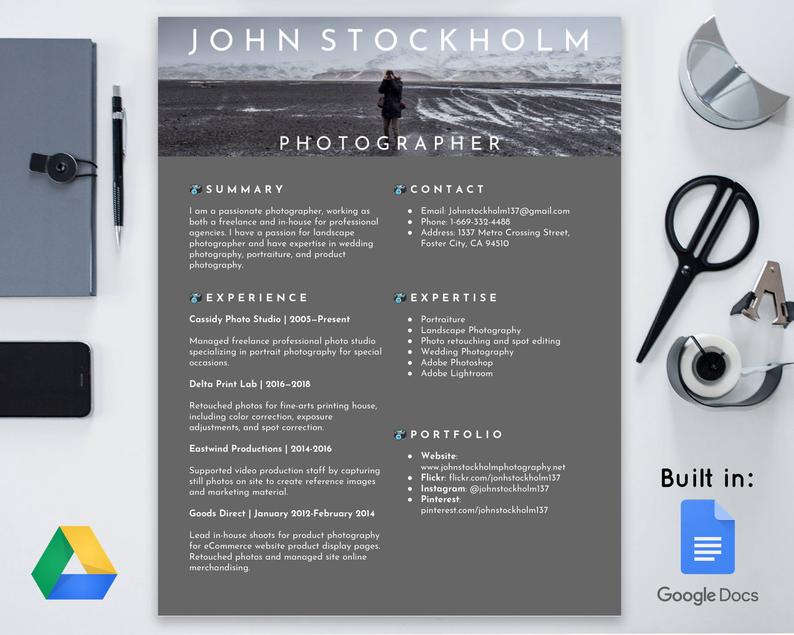 JOHN STOCKHOLM
PHOTOGRAPHER
SUMMARY
I am a passionate photographer, working as
both a freelance and in-house for professional
agencies. I have a passion for landscape
photographer and have expertise in wedding
photography, portraiture, and product
photography.
EXPERIENCE
Cassidy Photo Studio | 2005–Present
Managed freelance professional photo studio
specializing in portrait photography for special
occasions.
Delta Print Lab | 2016–2018
Retouched photos for fine-arts printing house,
including color correction, exposure
adjustments, and spot correction.
Eastwind Productions | 2014-2016
Supported video production staff by capturing
still photos on site to create reference images
and marketing material.
Goods Direct | January 2012-February 2014
Lead in-house shoots for product photography
for eCommerce website product display pages.
Retouched photos and managed site online
merchandising.
CONTACT
● Email: Johnstockholm137@gmail.com
● Phone: 1-669-332-4488
● Address: 1337 Metro Crossing Street,
Foster City, CA 94510
EXPERTISE
● Portraiture
● Landscape Photography
● Photo retouching and spot editing
● Wedding Photography
● Adobe Photoshop
● Adobe Lightroom
PORTFOLIO
● Website:
www.johnstockholmphotography.net
● Flickr: flickr.com/jonhstockholm137
● Instagram: @johnstockholm137
● Pinterest:
pinterest.com/johnstockholm137
Built in:
Google Docs